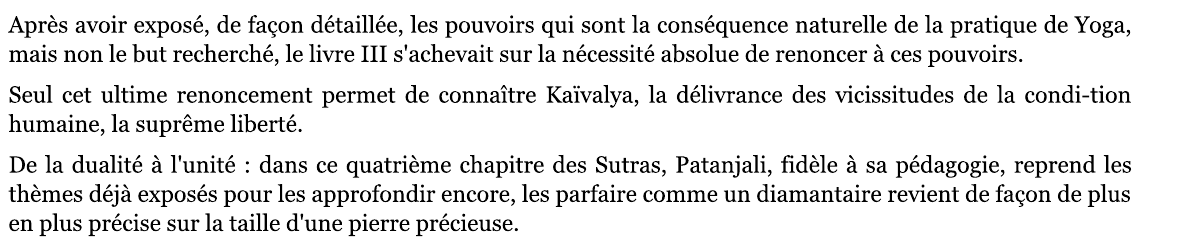 Après avoir exposé, de façon détaillée, les pouvoirs qui sont la conséquence naturelle de la pratique de Yoga,
mais non le but recherché, le livre III s'achevait sur la nécessité absolue de renoncer à ces pouvoirs.
Seul cet ultime renoncement permet de connaître Kaïvalya, la délivrance des vicissitudes de la condi-tion
humaine, la suprême liberté.
De la dualité à l'unité : dans ce quatrième chapitre des Sutras, Patanjali, fidèle à sa pédagogie, reprend les
thèmes déjà exposés pour les approfondir encore, les parfaire comme un diamantaire revient de façon de plus
en plus précise sur la taille d'une pierre précieuse.